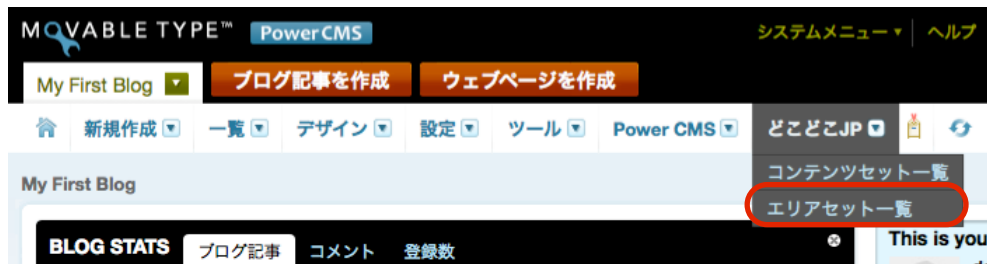 MOVABLE TYPE™ PowerCMS システムメニュー ヘルプ
My First Blog ブログ記事を作成 ウェブページを作成
新規作成 一覧 デザイン 設定 ツール Power CMS どこどこJP
コンテンツセット一覧
My First Blog
エリアセット一覧
BLOG STATS ブログ記事 コメント 登録数 This is you